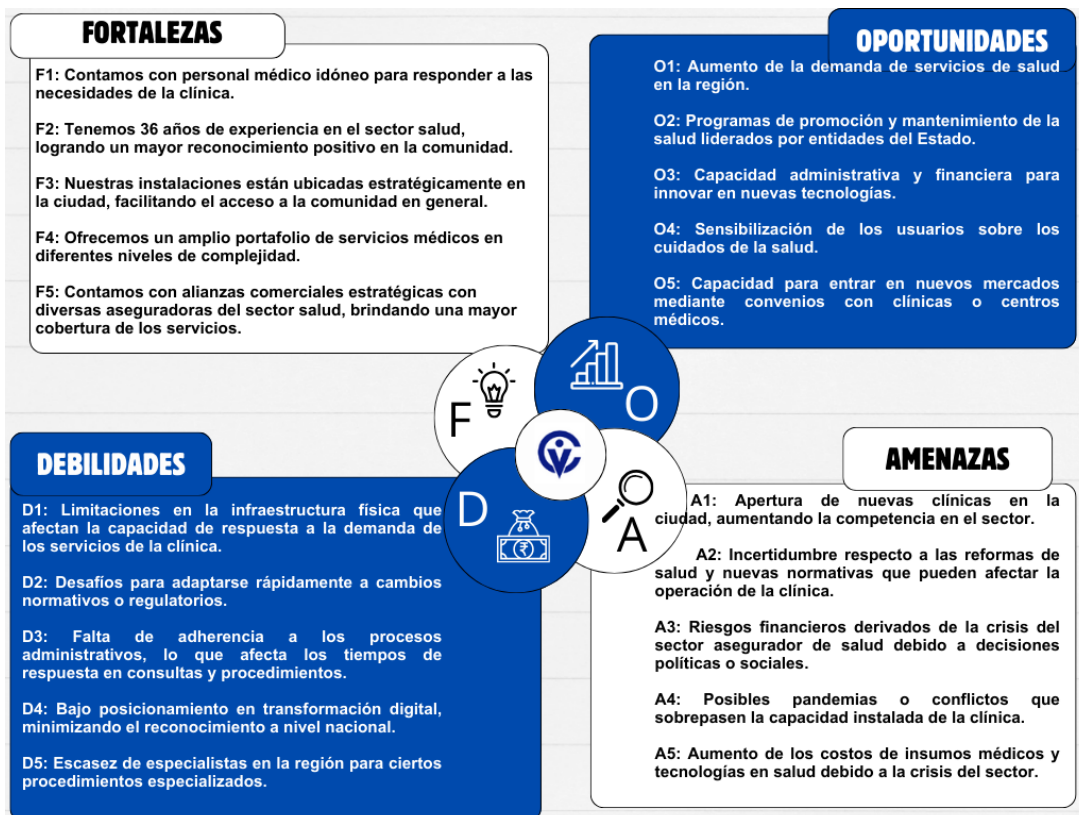 FORTALEZAS
F1: Contamos con personal médico idóneo para responder a las
necesidades de la clínica.
F2: Tenemos 36 años de experiencia en el sector salud,
logrando un mayor reconocimiento positivo en la comunidad.
F3: Nuestras instalaciones están ubicadas estratégicamente en
la ciudad, facilitando el acceso a la comunidad en general.
F4: Ofrecemos un amplio portafolio de servicios médicos en
diferentes niveles de complejidad.
F5: Contamos con alianzas comerciales estratégicas con
diversas aseguradoras del sector salud, brindando una mayor
cobertura de los servicios.
OPORTUNIDADES
O1: Aumento de la demanda de servicios de salud
en la región.
O2: Programas de promoción y mantenimiento de la
salud liderados por entidades del Estado.
O3: Capacidad administrativa y financiera para
innovar en nuevas tecnologías.
O4: Sensibilización de los usuarios sobre los
cuidados de la salud.
O5: Capacidad para entrar en nuevos mercados
mediante convenios con clínicas o centros
médicos.
F
O
D
A
DEBILIDADES
D1: Limitaciones en la infraestructura física que
afectan la capacidad de respuesta a la demanda de
los servicios de la clínica.
D2: Desafíos para adaptarse rápidamente a cambios
normativos o regulatorios.
D3: Falta de adherencia a los procesos
administrativos, lo que afecta los tiempos de
respuesta en consultas y procedimientos.
D4: Bajo posicionamiento en transformación digital,
minimizando el reconocimiento a nivel nacional.
D5: Escasez de especialistas en la región para ciertos
procedimientos especializados.
AMENAZAS
A1: Apertura de nuevas clínicas en la
ciudad, aumentando la competencia en el sector.
A2: Incertidumbre respecto a las reformas de
salud y nuevas normativas que pueden afectar la
operación de la clínica.
A3: Riesgos financieros derivados de la crisis del
sector asegurador de salud debido a decisiones
políticas o sociales.
A4: Posibles pandemias o conflictos que
sobrepasen la capacidad instalada de la clínica.
A5: Aumento de los costos de insumos médicos y
tecnologías en salud debido a la crisis del sector.